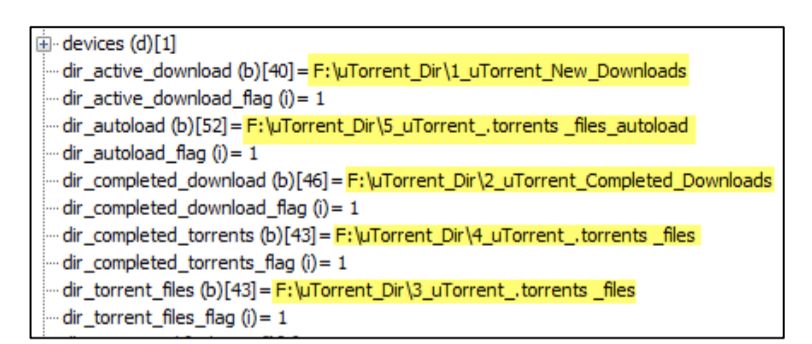 devices (d)[1]
dir_active_download (b)[40]= F:\uTorrent_Dir\1_uTorrent_New_Downloads
dir_active_download_flag (i)= 1
dir_autoload (b)[52]= F:\uTorrent_Dir\5_uTorrent_.torrents _files_autoload
dir_autoload_flag (i)= 1
dir_completed_download (b)[46]= F:\uTorrent_Dir\2_uTorrent_Completed_Downloads
dir_completed_download_flag (i)= 1
dir_completed_torrents (b)[43]= F:\uTorrent_Dir\4_uTorrent_.torrents _files
dir_completed_torrents_flag (i)= 1
dir_torrent_files (b)[43]= F:\uTorrent_Dir\3_uTorrent_.torrents _files
dir_torrent_files_flag (i)= 1